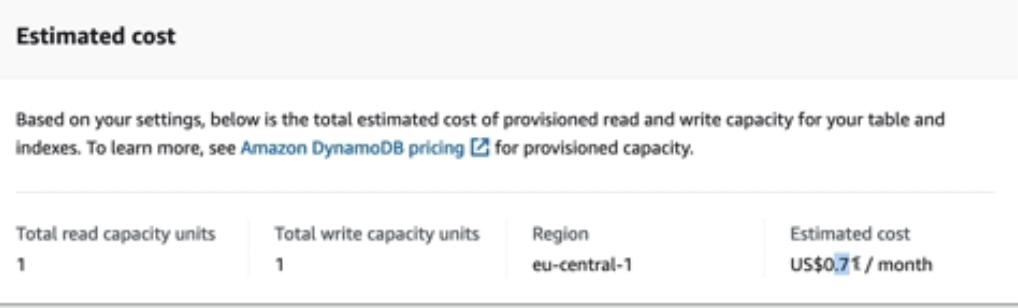 Estimated cost
Based on your settings, below is the total estimated cost of provisioned read and write capacity for your table and
indexes. To learn more, see Amazon DynamoDB pricing for provisioned capacity.
Total read capacity units
1
Total write capacity units
1
Region
eu-central-1
Estimated cost
US$0.71 / month